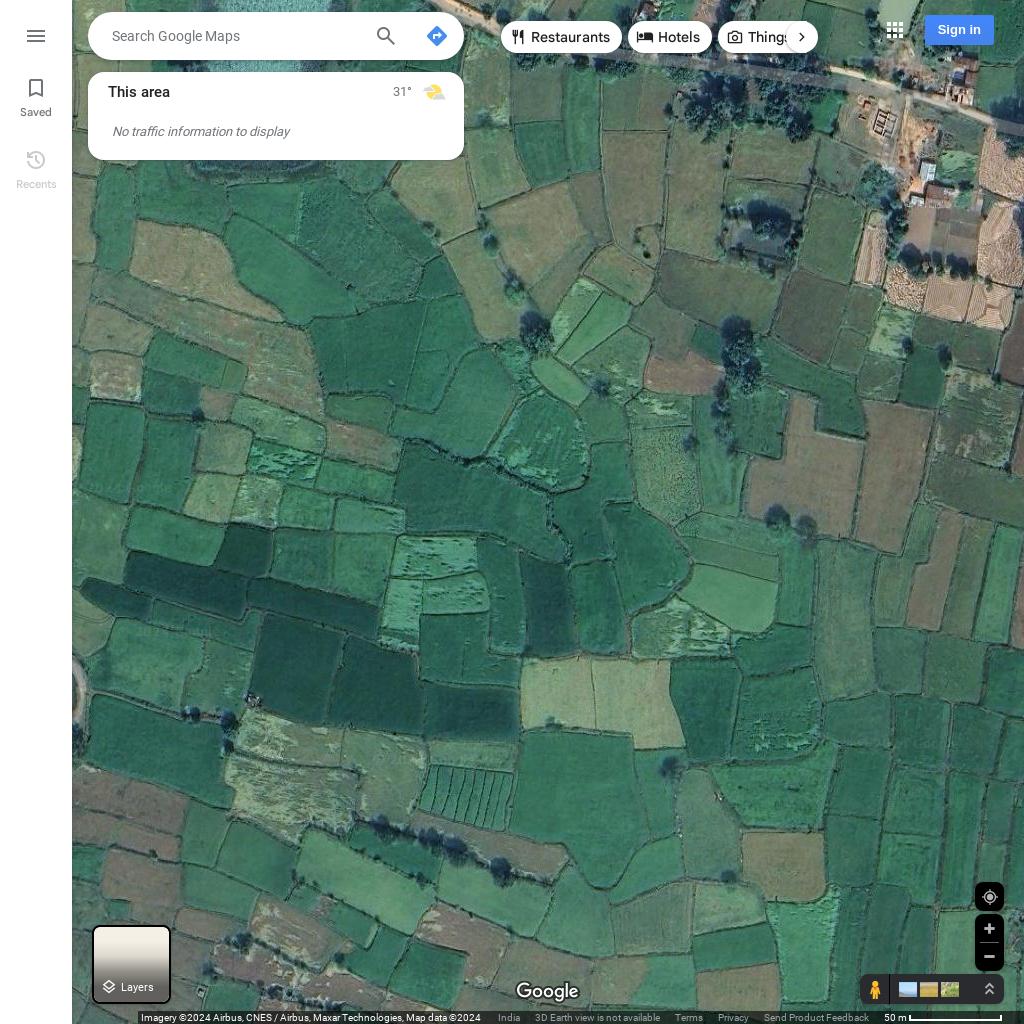 Search Google Maps
Restaurants
Hotels
Things
Sign in
Saved
Recents
This area
31°
No traffic information to display
Layers
Google
Imagery ©2024 Airbus, CNES / Airbus, Maxar Technologies, Map data ©2024 India 3D Earth view is not available Terms Privacy Send Product Feedback 50 m